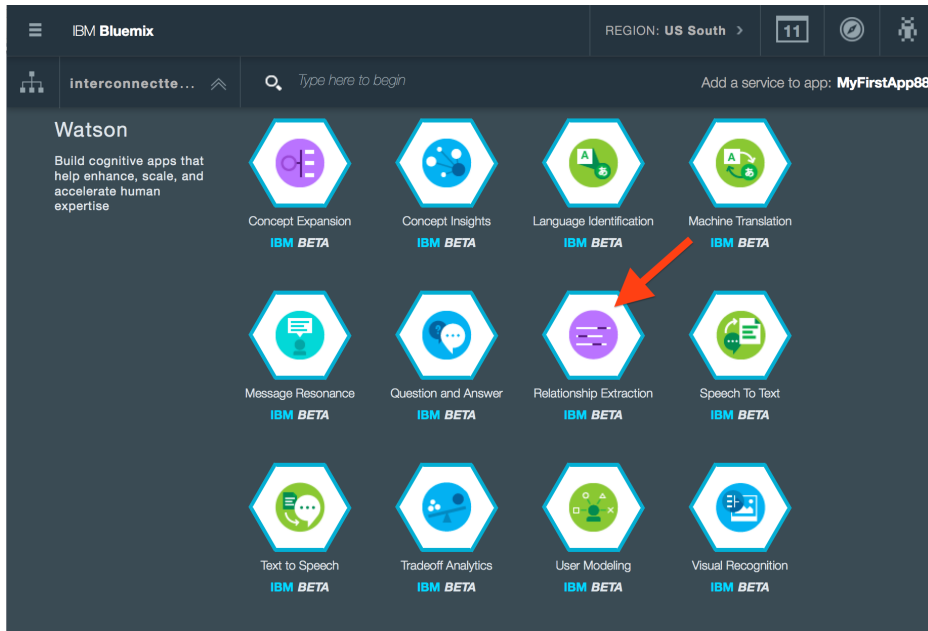 IBM Bluemix
REGION: US South >
11
interconnectte...
Type here to begin
Add a service to app: MyFirstApp88
Watson
Build cognitive apps that
help enhance, scale, and
accelerate human
expertise
A
あ
Concept Expansion
IBM BETA
Concept Insights
IBM BETA
Language Identification
IBM BETA
A
あ
Machine Translation
IBM BETA
Message Resonance
IBM BETA
Question and Answer
IBM BETA
Relationship Extraction
IBM BETA
Speech To Text
IBM BETA
Text to Speech
IBM BETA
Tradeoff Analytics
IBM BETA
User Modeling
IBM BETA
Visual Recognition
IBM BETA